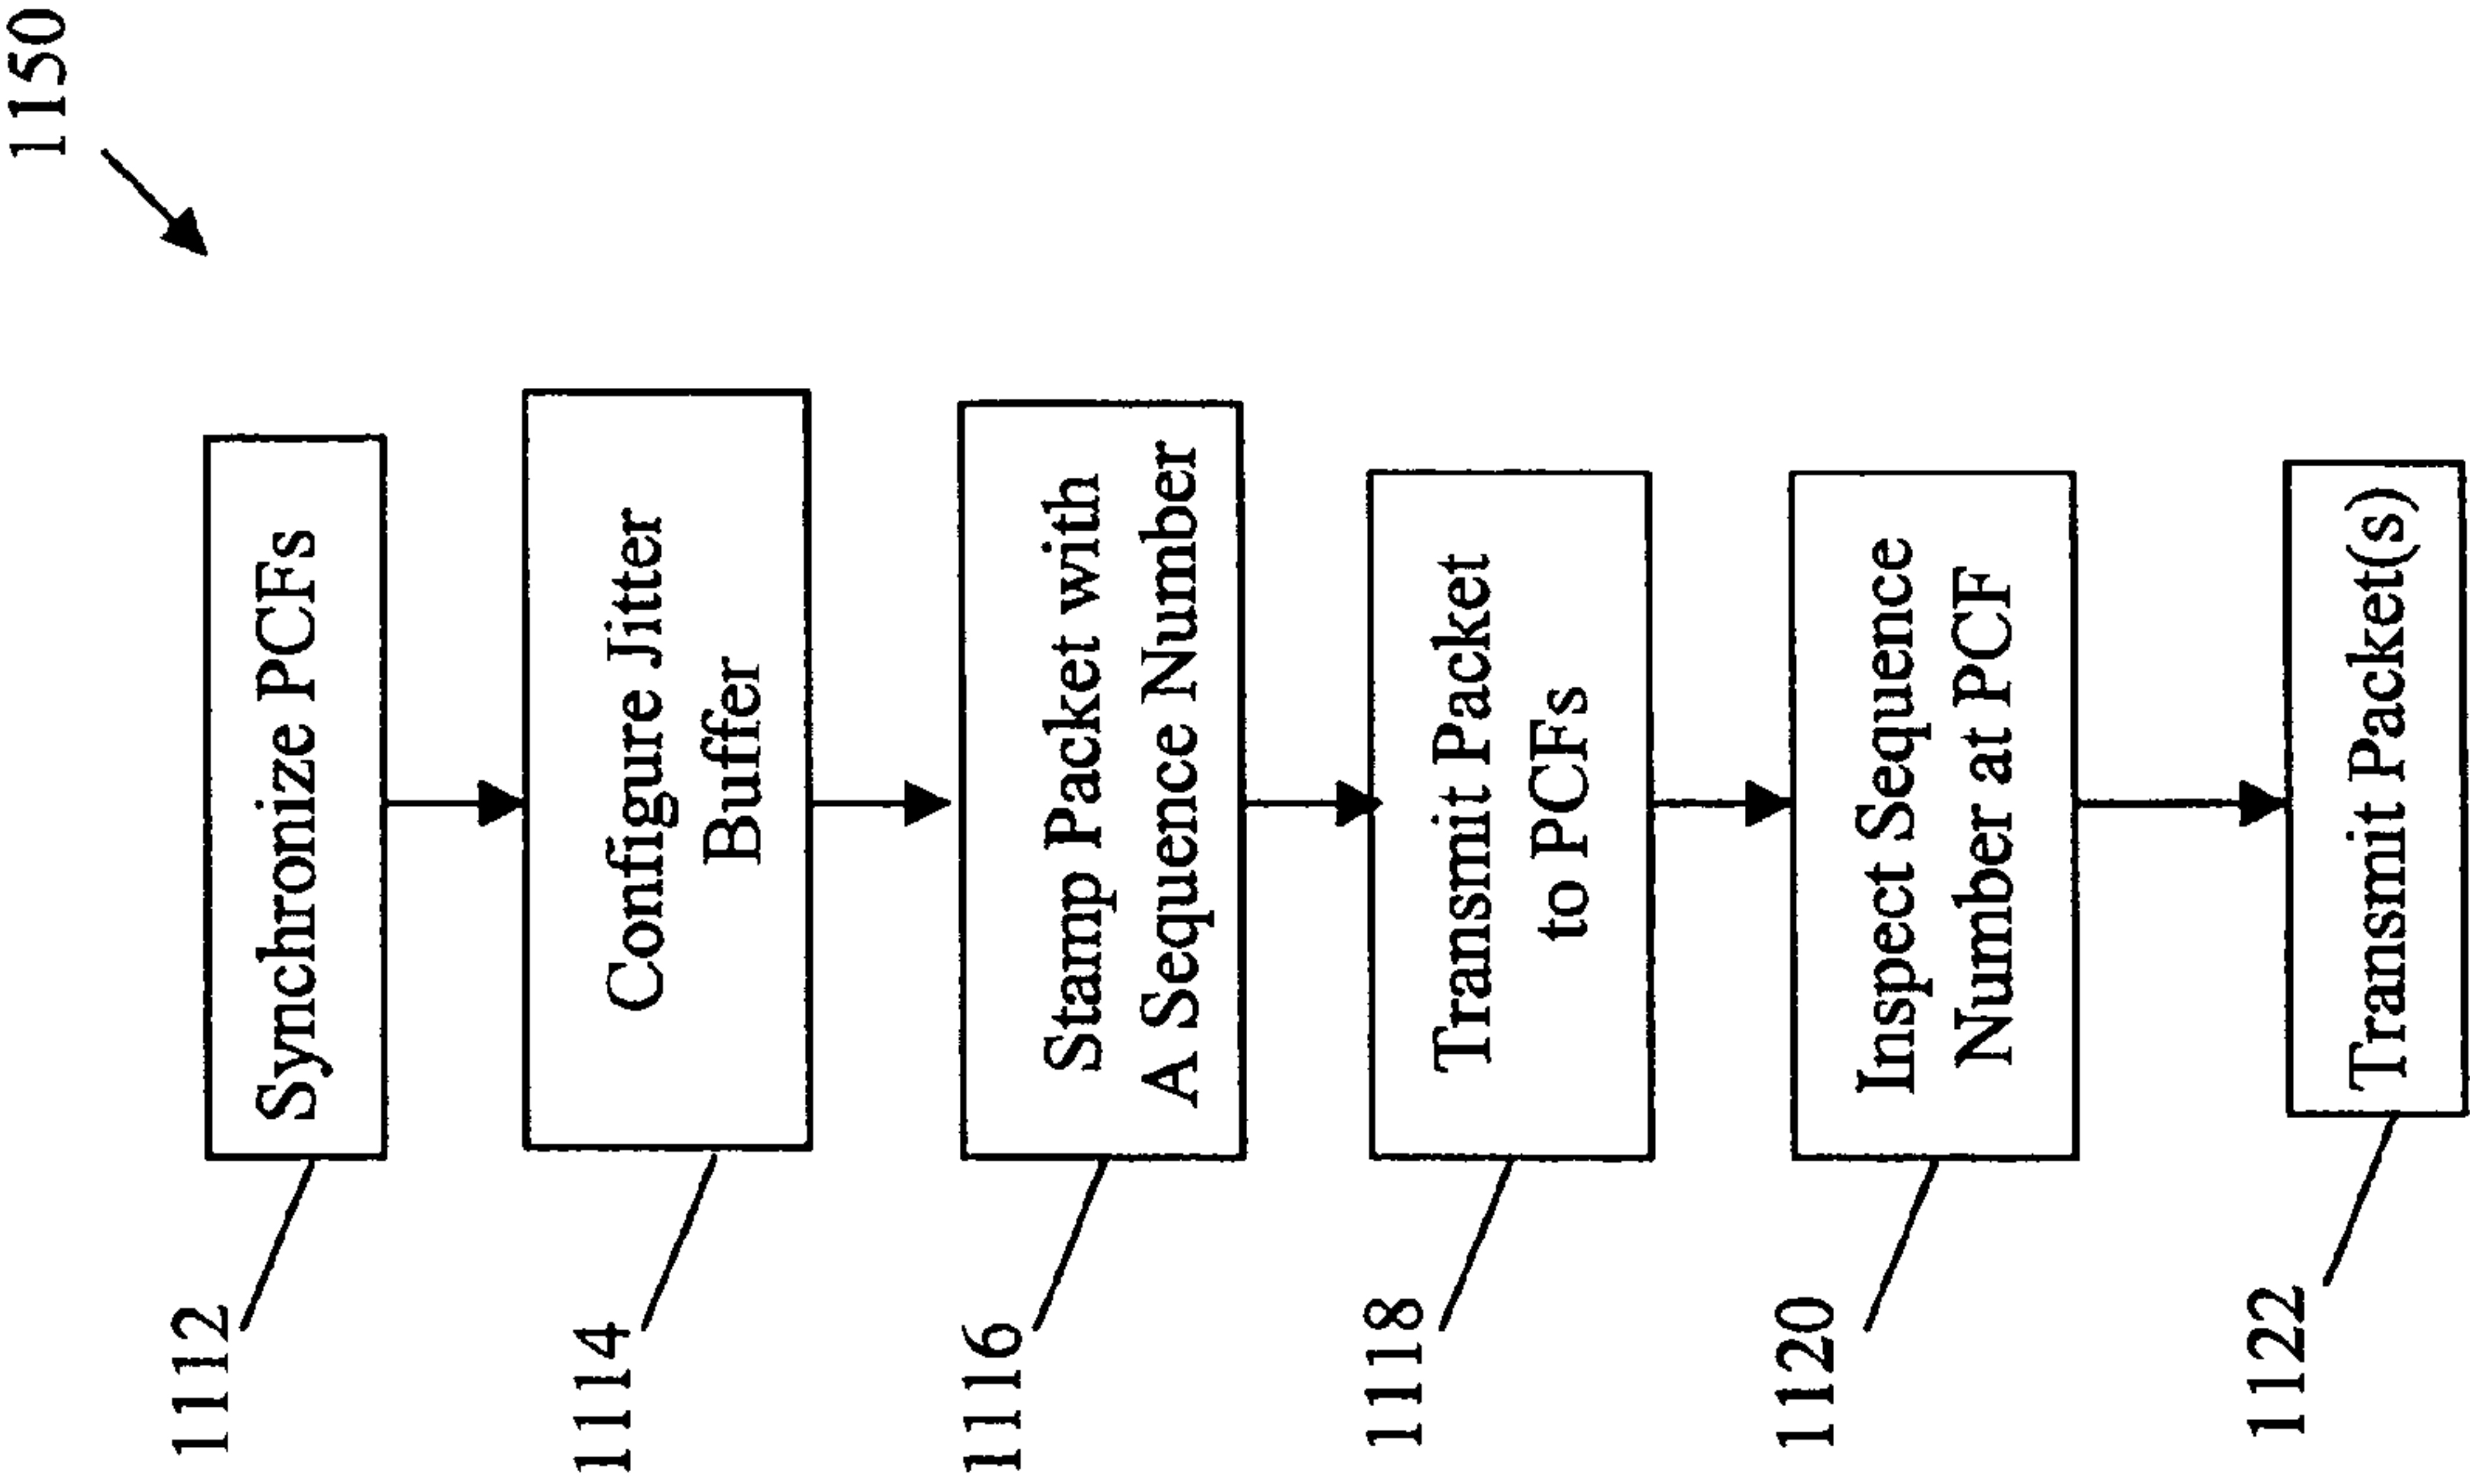 1150
1112
Synchronize PCFs
1114
Configure Jitter
Buffer
1116
Stamp Packet with
A Sequence Number
1118
Transmit Packet
to PCFs
1120
Inspect Sequence
Number at PCF
1122
Transmit Packet(s)